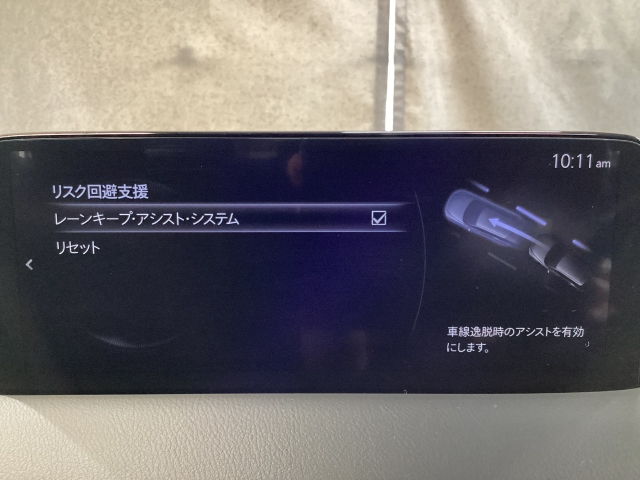 10:11 am
リスク回避支援
レーンキープ・アシスト・システム
リセット
車線逸脱時のアシストを有効
にします。